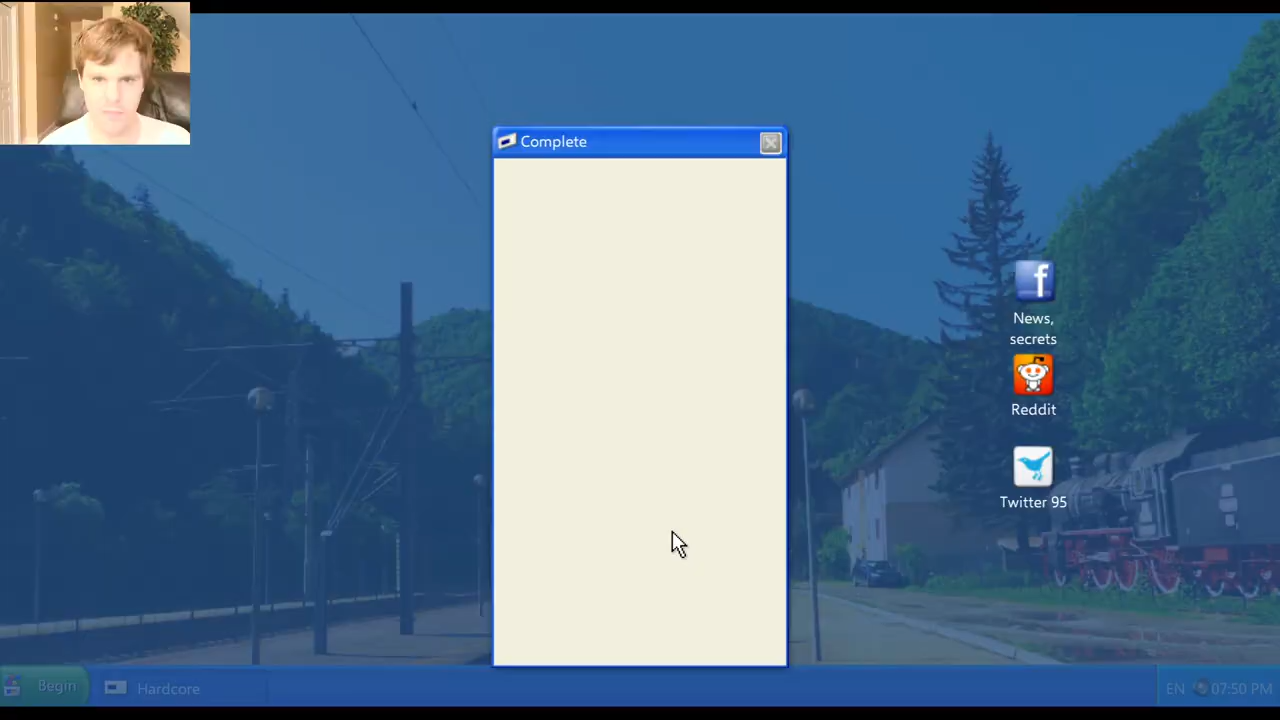 Complete
News,
secrets
Reddit
Twitter 95
Begin
Hardcore
EN
07:50 PM